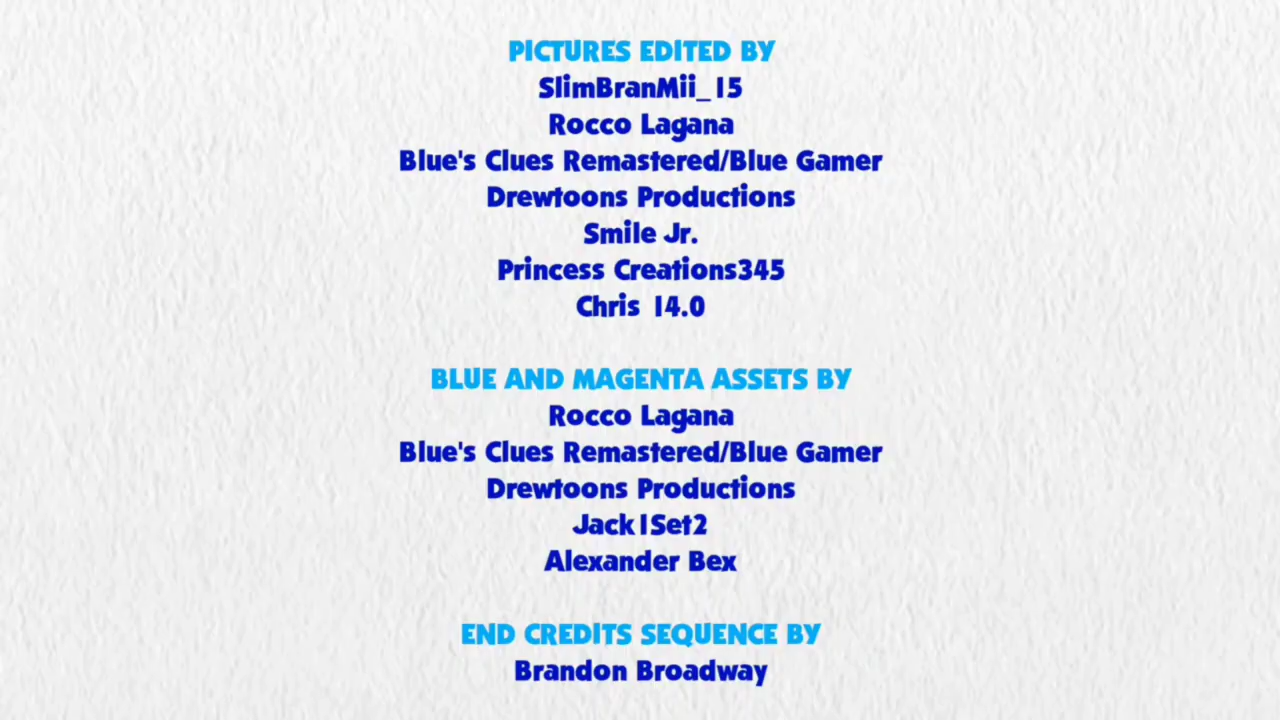 PICTURES EDITED BY
SlimBranMii_15
Rocco Lagana
Blue's Clues Remastered/Blue Gamer
Drewtoons Productions
Smile Jr.
Princess Creations345
Chris 14.0
BLUE AND MAGENTA ASSETS BY
Rocco Lagana
Blue's Clues Remastered/Blue Gamer
Drewtoons Productions
Jack1Set2
Alexander Bex
END CREDITS SEQUENCE BY
Brandon Broadway